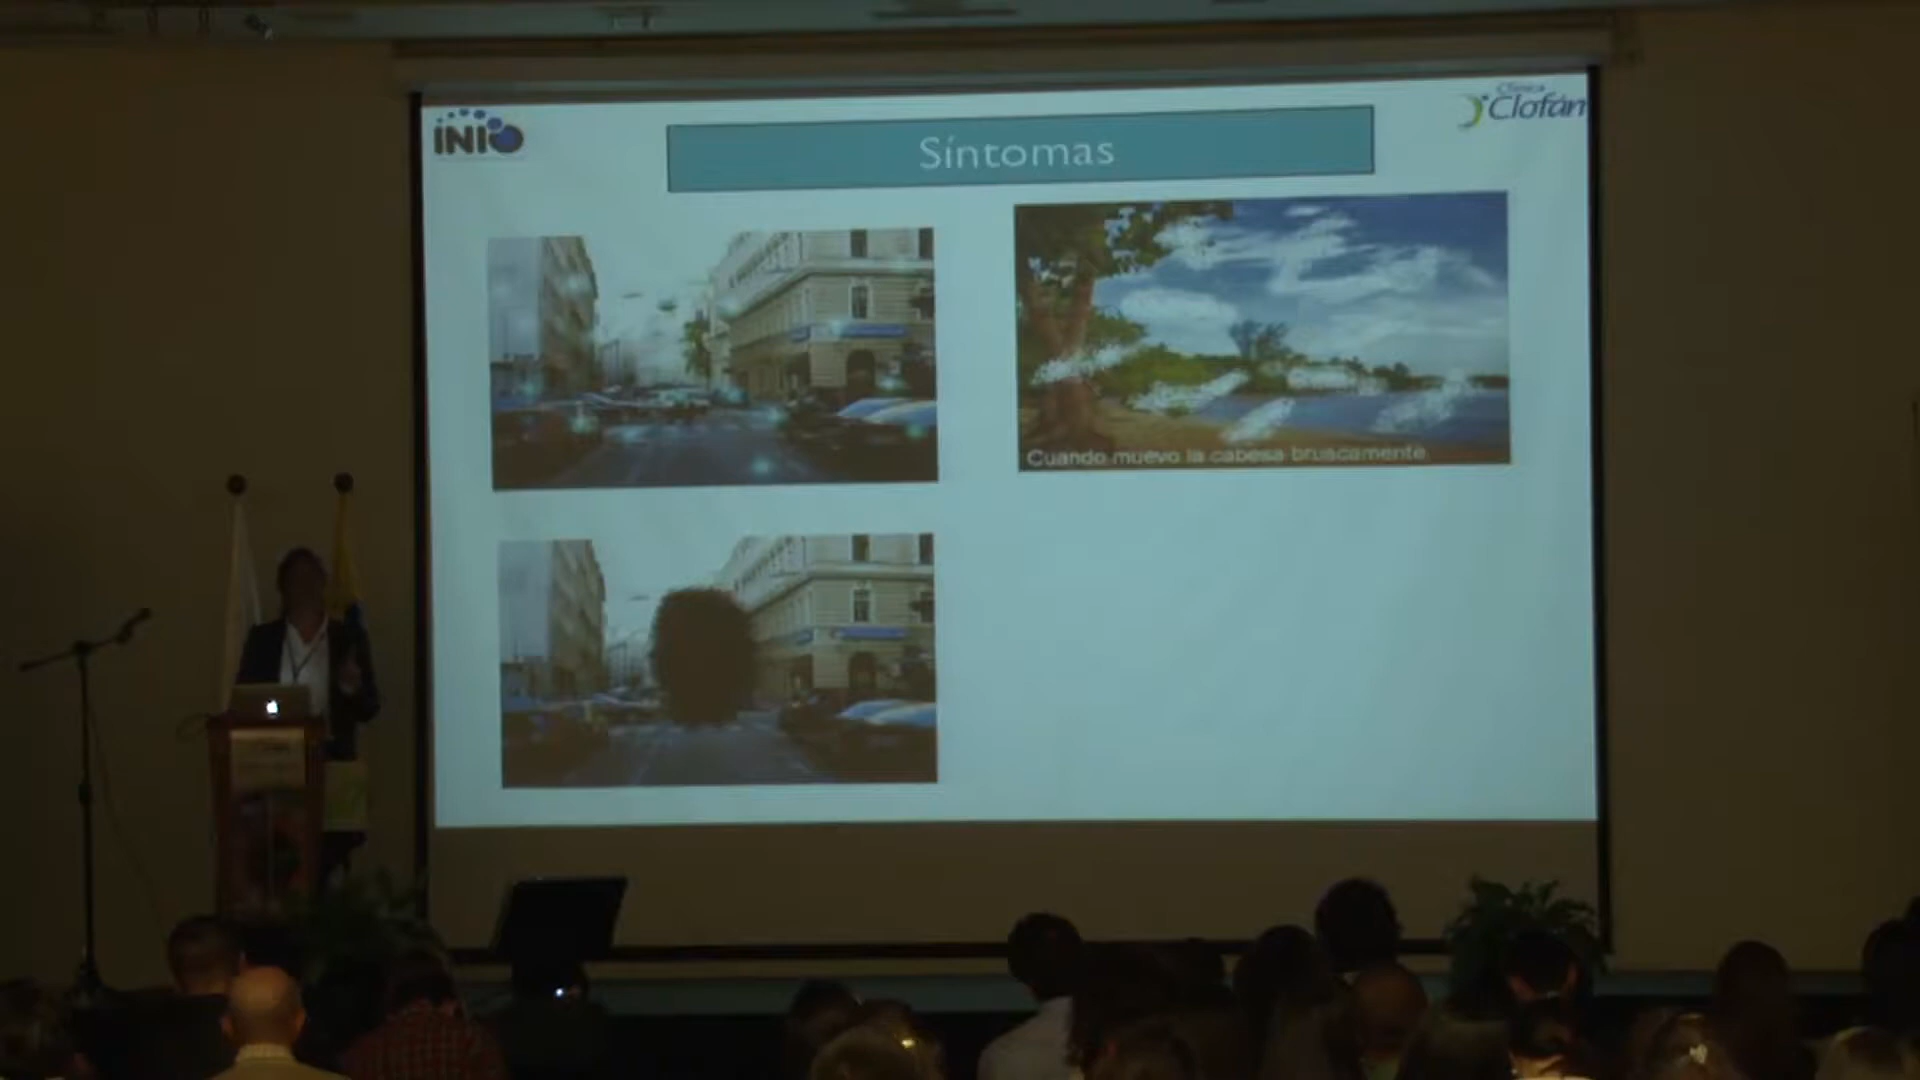 INIO
Síntomas
Clínica
Clofán
Cuando muevo la cabesa bruscamente